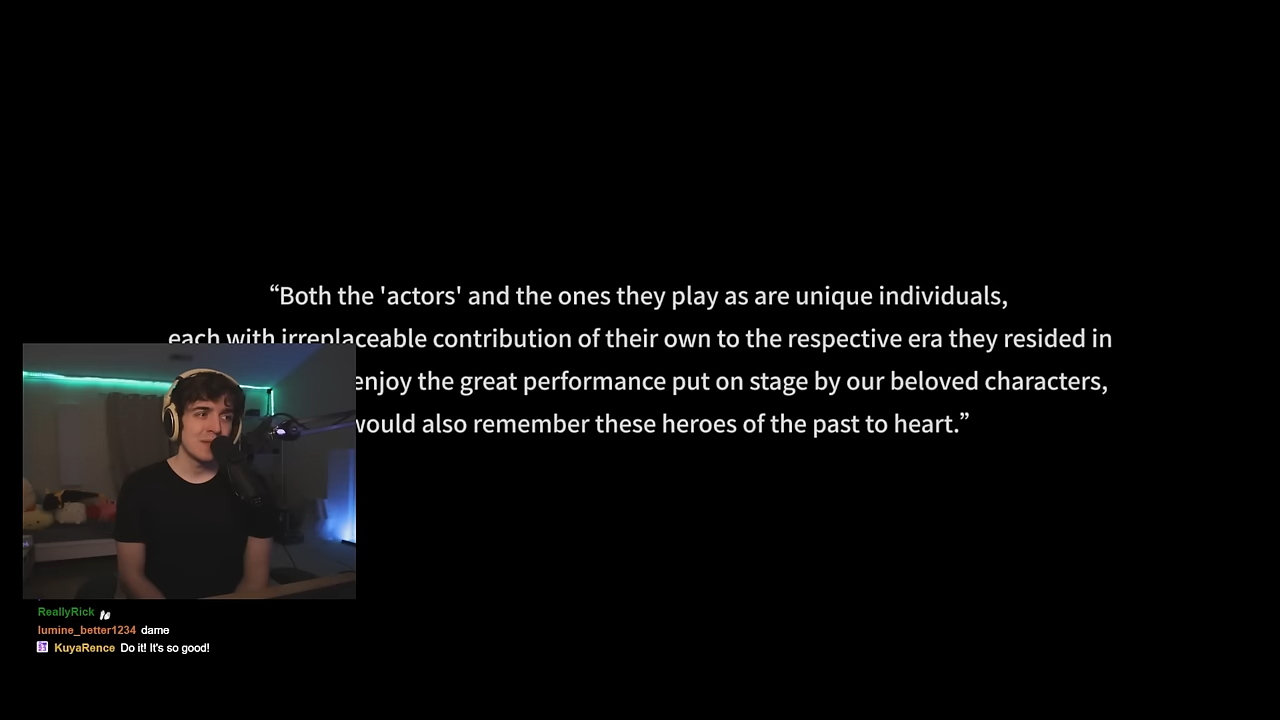 “Both the 'actors' and the ones they play as are unique individuals,
each with irreplaceable contribution of their own to the respective era they resided in
enjoy the great performance put on stage by our beloved characters,
would also remember these heroes of the past to heart.”
ReallyRick
lumine_better1234 dame
KuyaRence Do it! It's so good!